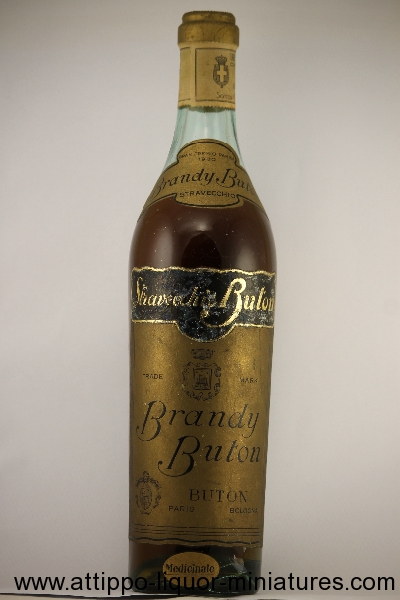 Brandy Buton
STRAVECCHIO
Stravecchio Buton
TRADE MARK
Brandy
Buton
BUTON
PARIS BOLOGNA
Medicinale
www.attippo-liquor-miniatures.com